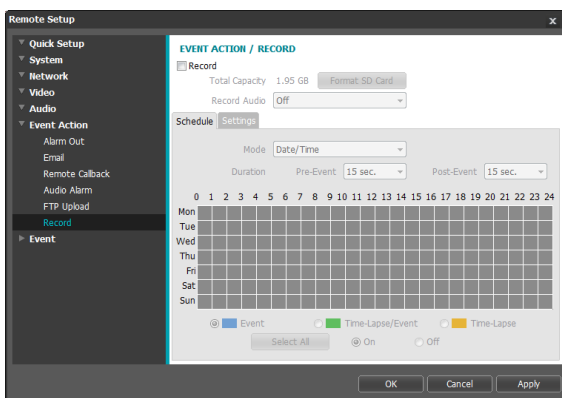 Remote Setup x
Quick Setup
System
Network
Video
Audio
Event Action
Alarm Out
Email
Remote Callback
Audio Alarm
FTP Upload
Record
Event
EVENT ACTION / RECORD
Record
Total Capacity 1.95 GB Format SD Card
Record Audio Off
Schedule Settings
Mode Date/Time
Duration Pre-Event 15 sec. Post-Event 15 sec.
0 1 2 3 4 5 6 7 8 9 10 11 12 13 14 15 16 17 18 19 20 21 22 23 24
Mon
Tue
Wed
Thu
Fri
Sat
Sun
Event Time-Lapse/Event Time-Lapse
Select All On Off
OK Cancel Apply